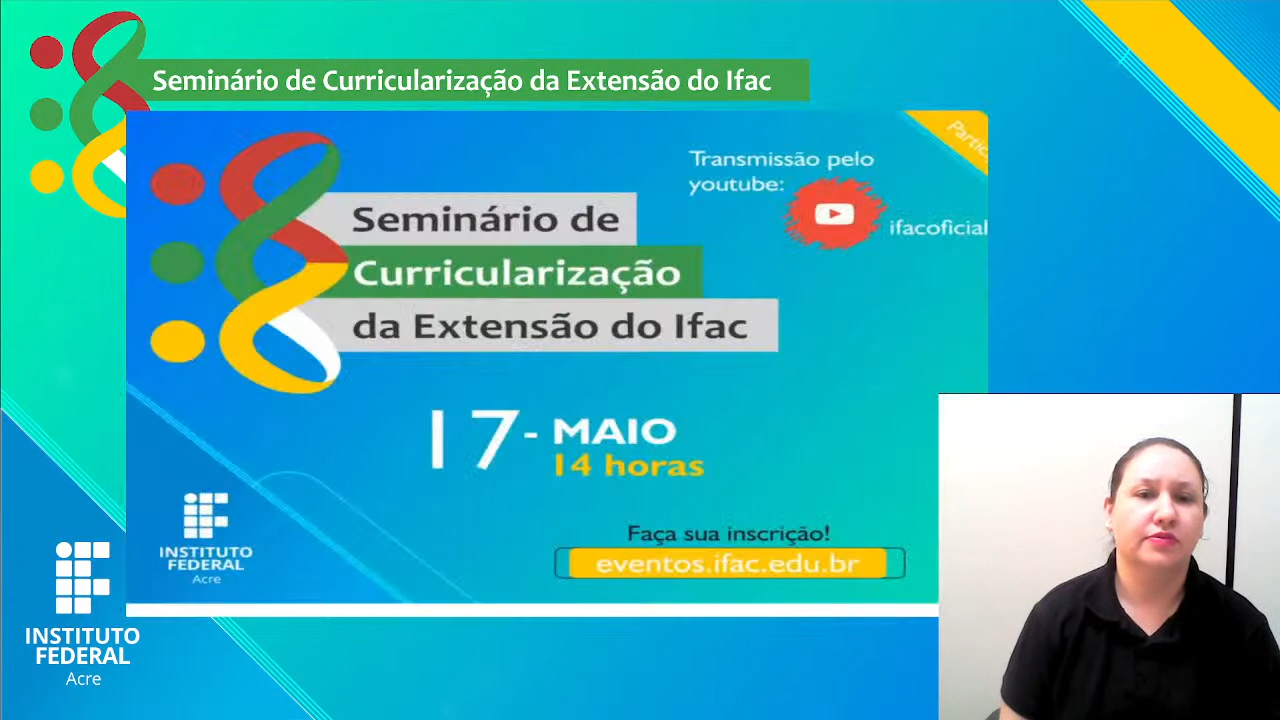 Seminário de Curricularização da Extensão do Ifac
Transmissão pelo
youtube:
ifacoficial
Seminário de
Curricularização
da Extensão do Ifac
17 - MAIO
14 horas
Faça sua inscrição!
eventos.ifac.edu.br
INSTITUTO
FEDERAL
Acre
INSTITUTO
FEDERAL
Acre